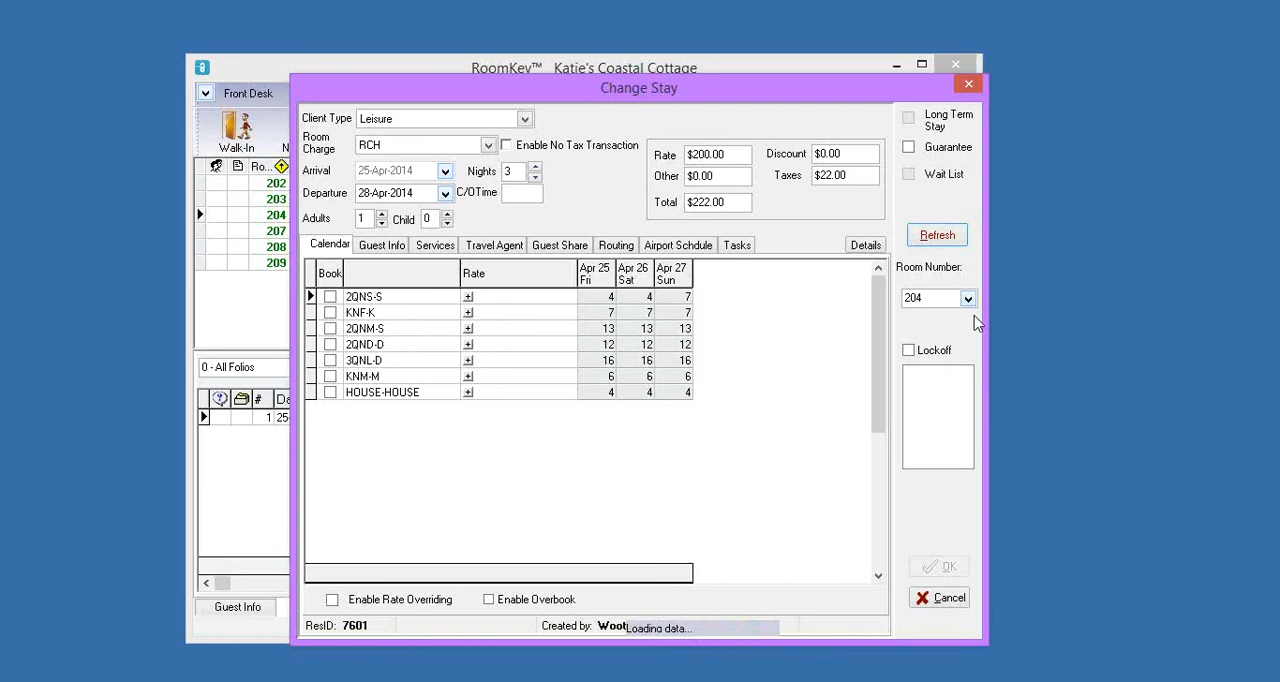 RoomKey™ Katie's Coastal Cottage
Change Stay
Front Desk
Walk-In N
Ro...
202
203
204
207
208
209
0 - All Folios
# Da
1 25-
Guest Info
Client Type Leisure
Room Charge RCH Enable No Tax Transaction
Arrival 25-Apr-2014 Nights 3
Departure 28-Apr-2014 C/O Time
Adults 1 Child 0
Rate $200.00 Discount $0.00
Other $0.00 Taxes $22.00
Total $222.00
Calendar Guest Info Services Travel Agent Guest Share Routing Airport Schdule Tasks Details
Book Rate Apr 25 Fri Apr 26 Sat Apr 27 Sun
2QNS-S 4 4 7
KNF-K 7 7 7
2QNM-S 13 13 13
2QND-D 12 12 12
3QNL-D 16 16 16
KNM-M 6 6 6
HOUSE-HOUSE 4 4 4
Enable Rate Overriding Enable Overbook
ResID: 7601 Created by: Woot
Loading data...
Long Term Stay
Guarantee
Wait List
Refresh
Room Number:
204
Lockoff
OK
Cancel